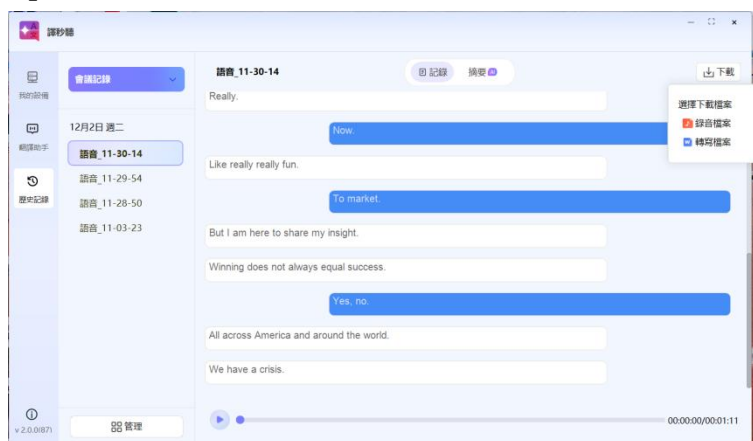 譯秒聽
我的設備
翻譯助手
歷史記錄
v 2.0.0(87)
會議記錄
12月2日 週二
語音_11-30-14
語音_11-29-54
語音_11-28-50
語音_11-03-23
管理
語音_11-30-14
記錄 摘要
下載
選擇下載檔案
錄音檔案
轉寫檔案
Really.
Now.
Like really really fun.
To market.
But I am here to share my insight.
Winning does not always equal success.
Yes, no.
All across America and around the world.
We have a crisis.
00:00:00/00:01:11